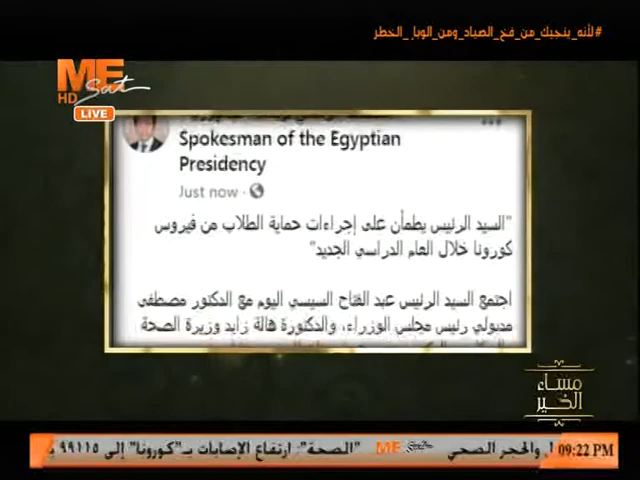 #لأنه_ينجيك_من_فخ_الصياد_ومن_الوبإ_الخطر
ME
Sat
HD
LIVE
Spokesman of the Egyptian
Presidency
Just now ·
"السيد الرئيس يطمأن على إجراءات حماية الطلاب من فيروس
كورونا خلال العام الدراسي الجديد"
اجتمع السيد الرئيس عبد الفتاح السيسي اليوم مع الدكتور مصطفى
مدبولي رئيس مجلس الوزراء، والدكتورة هالة زايد وزيرة الصحة
مساء
الخير
والحجر الصحي ME Sat "الصحة": ارتفاع الإصابات بـ"كورونا" إلى ٩٩١١٥
09:22 PM